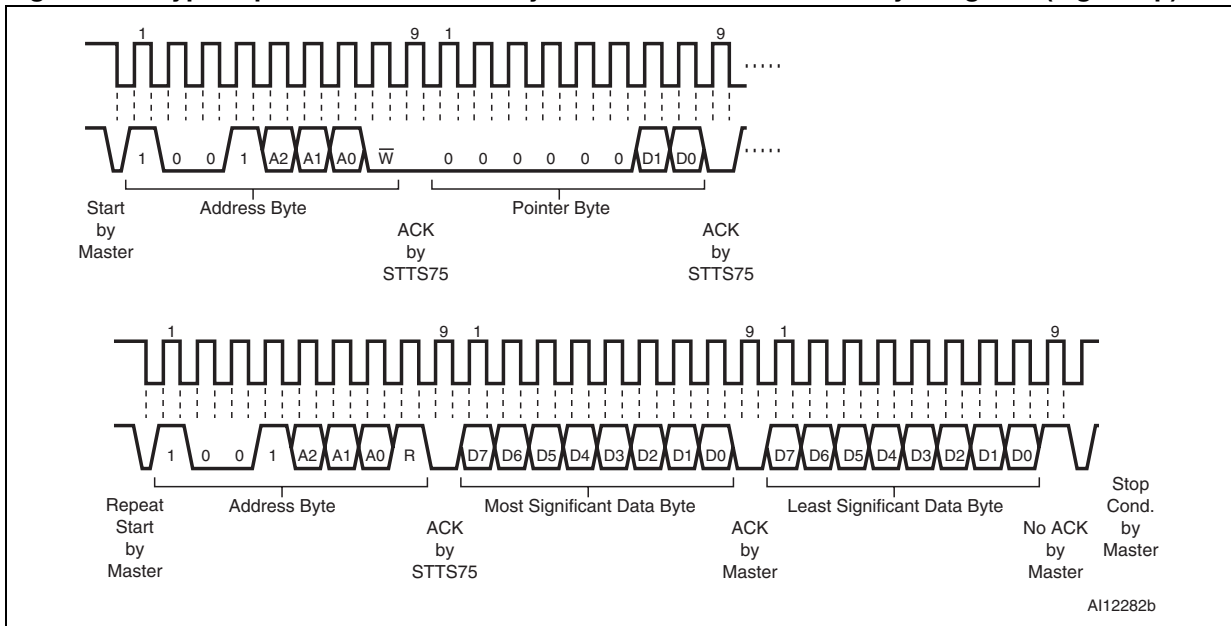 1 9 1 9
1 0 0 1 A2 A1 A0 W 0 0 0 0 0 0 D1 D0
Start
by
Master
Address Byte
ACK
by
STTS75
Pointer Byte
ACK
by
STTS75
1 9 1 9 1 9
1 0 0 1 A2 A1 A0 R D7 D6 D5 D4 D3 D2 D1 D0 D7 D6 D5 D4 D3 D2 D1 D0
Repeat
Start
by
Master
Address Byte
ACK
by
STTS75
Most Significant Data Byte
ACK
by
Master
Least Significant Data Byte
No ACK
by
Master
Stop
Cond.
by
Master
AI12282b